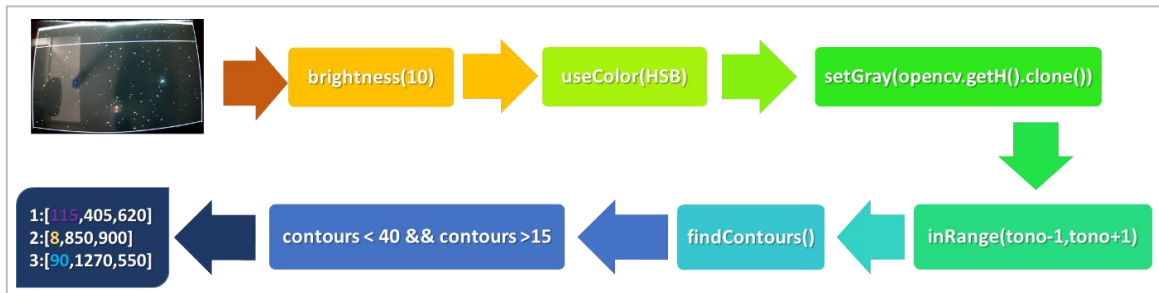 brightness(10)
useColor(HSB)
setGray(opencv.getH().clone())
inRange(tono-1,tono+1)
findContours()
contours < 40 && contours >15
1:[115,405,620]
2:[8,850,900]
3:[90,1270,550]